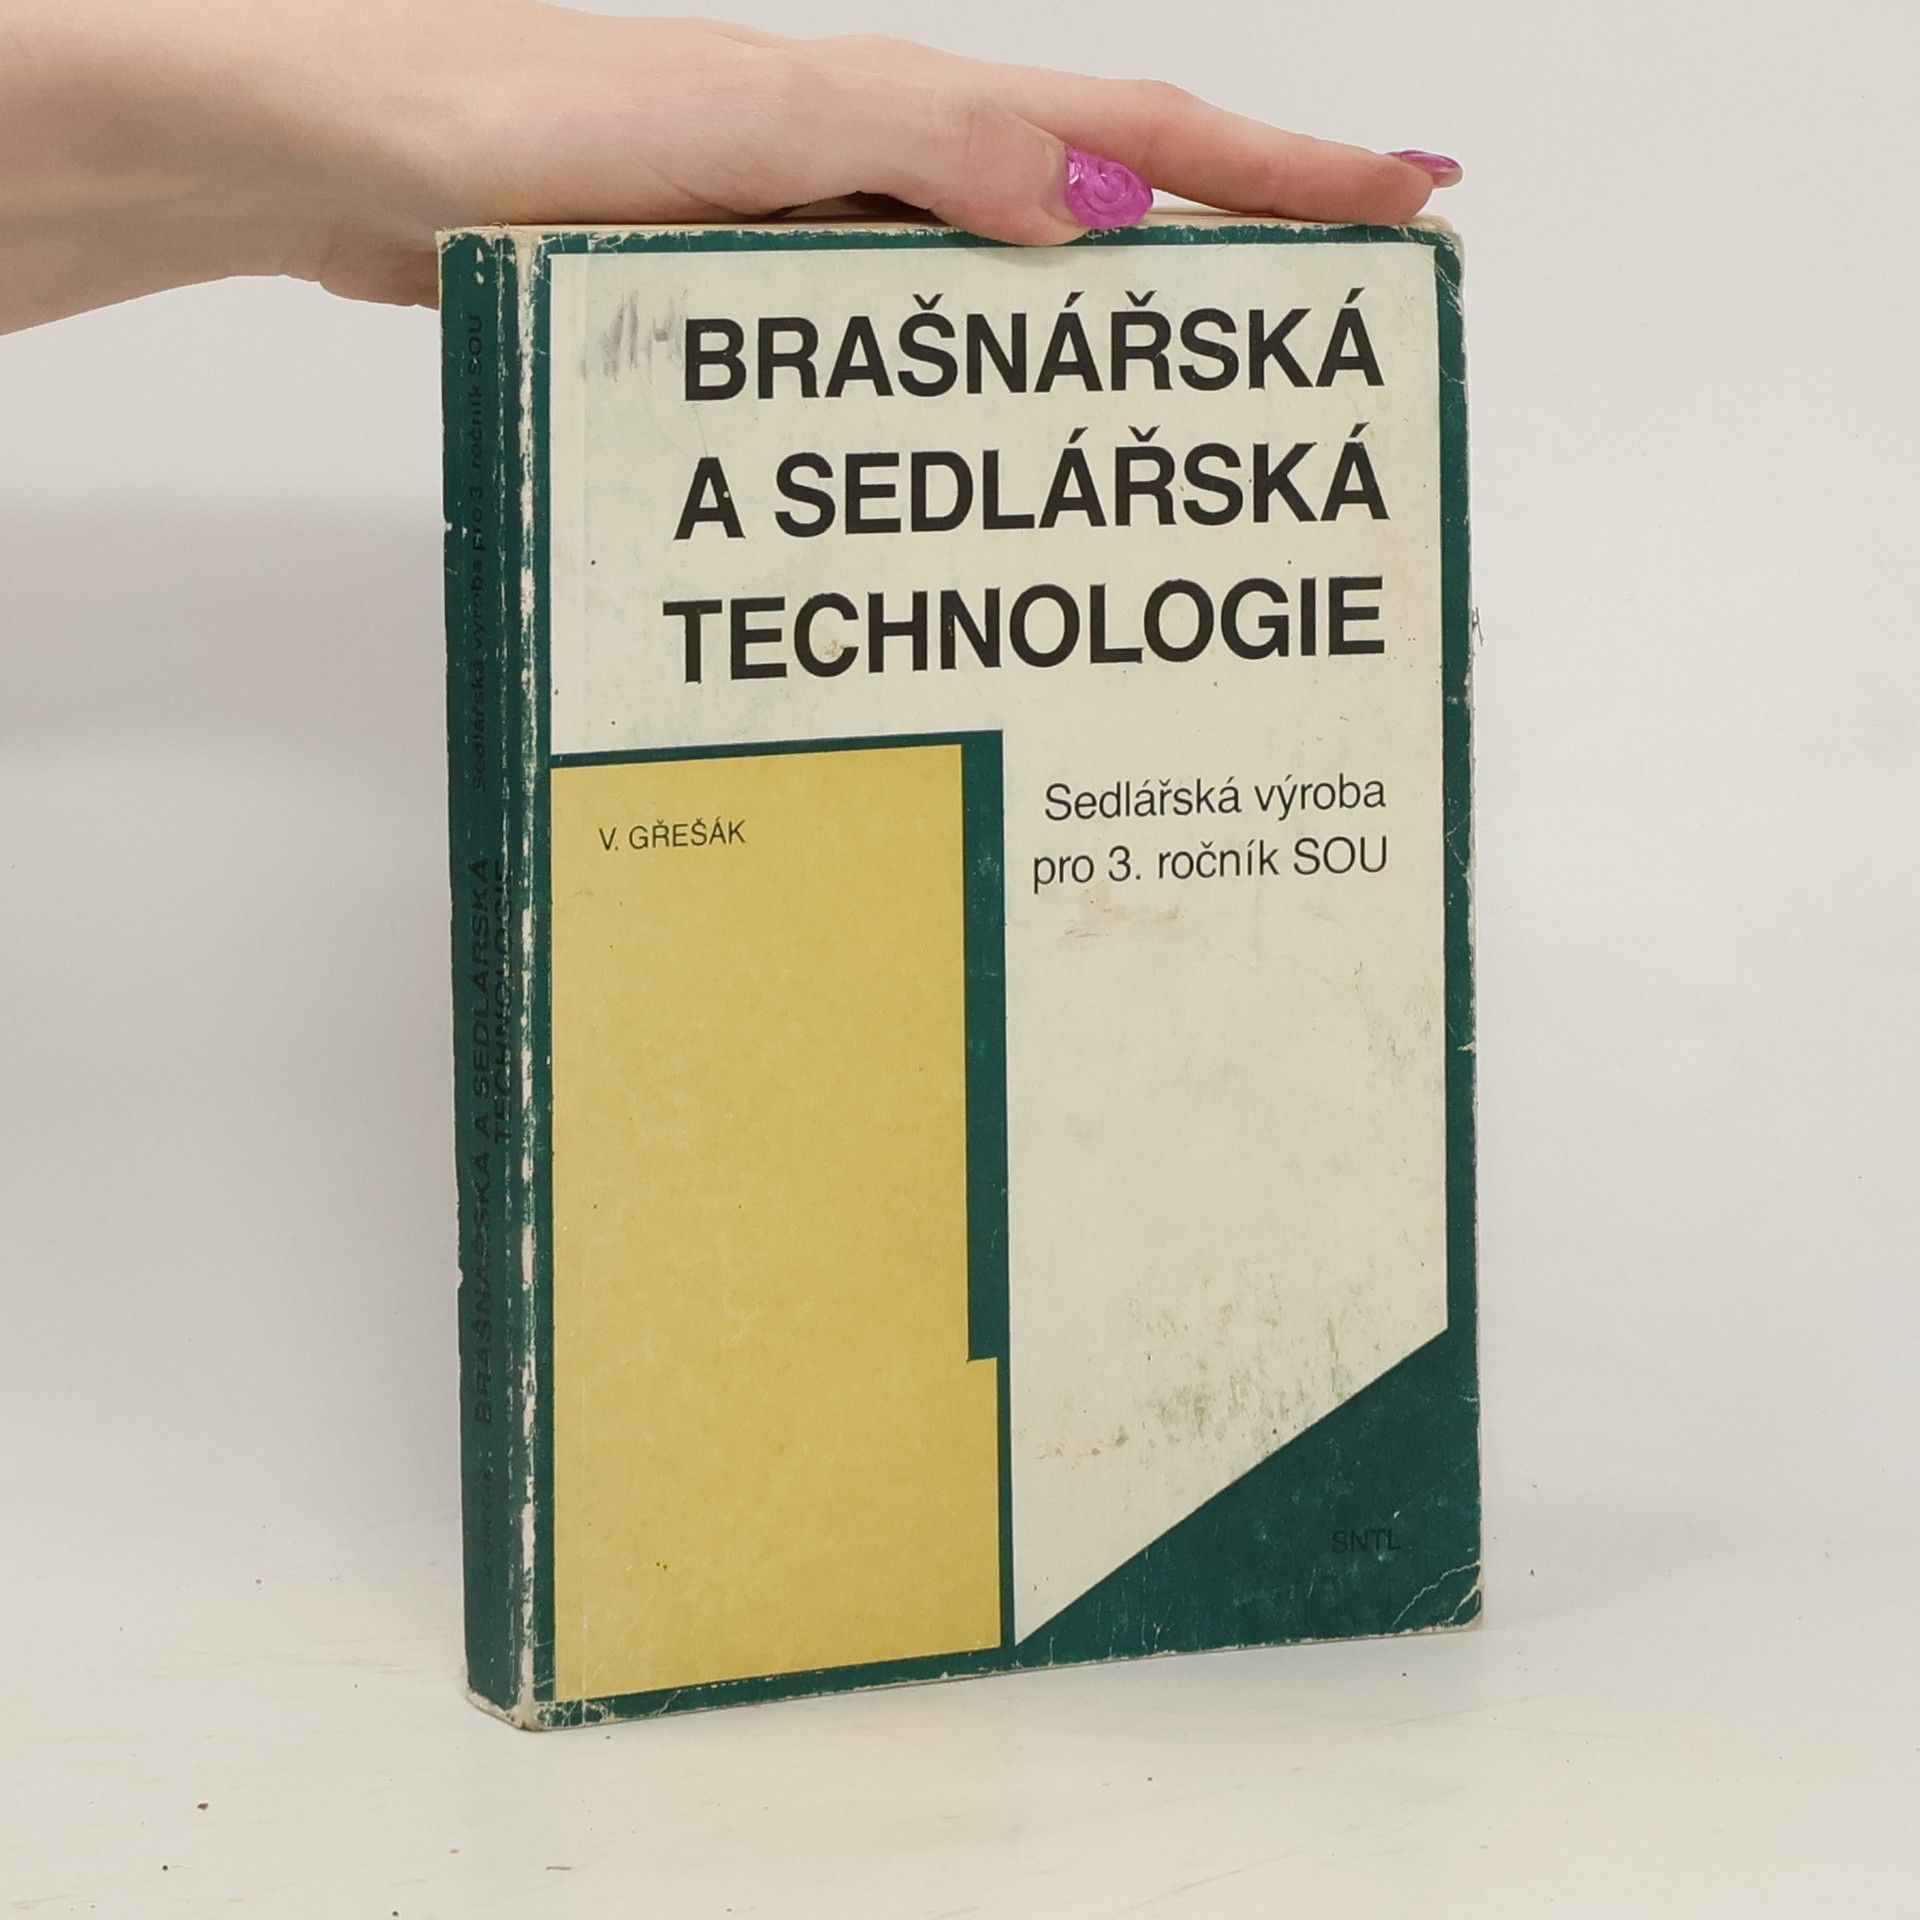 BRAŠNÁŘSKÁ
A SEDLÁŘSKÁ
TECHNOLOGIE
Sedlářská výroba
pro 3. ročník SOU
V. GŘEŠÁK
SNTL
BRAŠNÁŘSKÁ A SEDLÁŘSKÁ
TECHNOLOGIE
Sedlářská výroba pro 3. ročník SOU